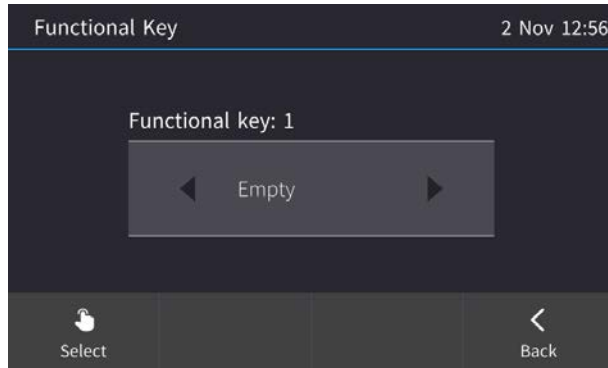 Functional Key 2 Nov 12:56
Functional key: 1
Empty
Select Back